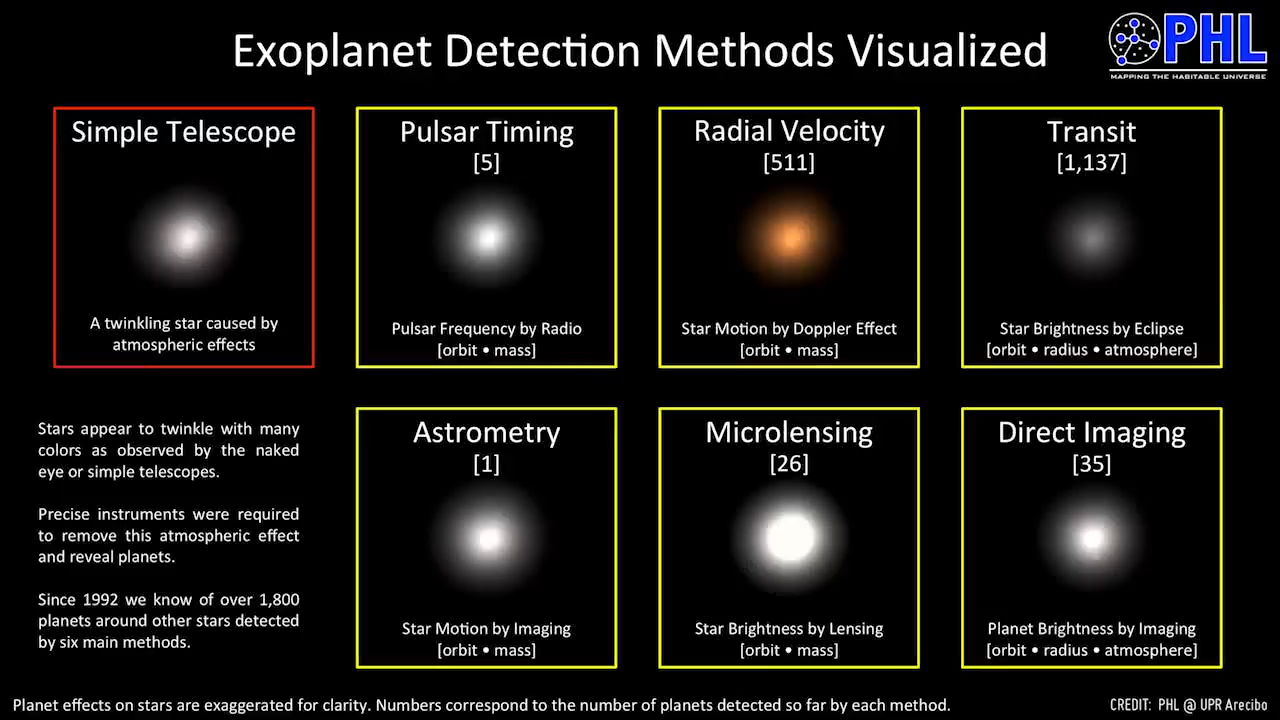 Exoplanet Detection Methods Visualized
PHL
MAPPING THE HABITABLE UNIVERSE
Simple Telescope
A twinkling star caused by
atmospheric effects
Pulsar Timing
[5]
Pulsar Frequency by Radio
[orbit • mass]
Radial Velocity
[511]
Star Motion by Doppler Effect
[orbit • mass]
Transit
[1,137]
Star Brightness by Eclipse
[orbit • radius • atmosphere]
Stars appear to twinkle with many
colors as observed by the naked
eye or simple telescopes.
Precise instruments were required
to remove this atmospheric effect
and reveal planets.
Since 1992 we know of over 1,800
planets around other stars detected
by six main methods.
Astrometry
[1]
Star Motion by Imaging
[orbit • mass]
Microlensing
[26]
Star Brightness by Lensing
[orbit • mass]
Direct Imaging
[35]
Planet Brightness by Imaging
[orbit • radius • atmosphere]
Planet effects on stars are exaggerated for clarity. Numbers correspond to the number of planets detected so far by each method.
CREDIT: PHL @ UPR Arecibo